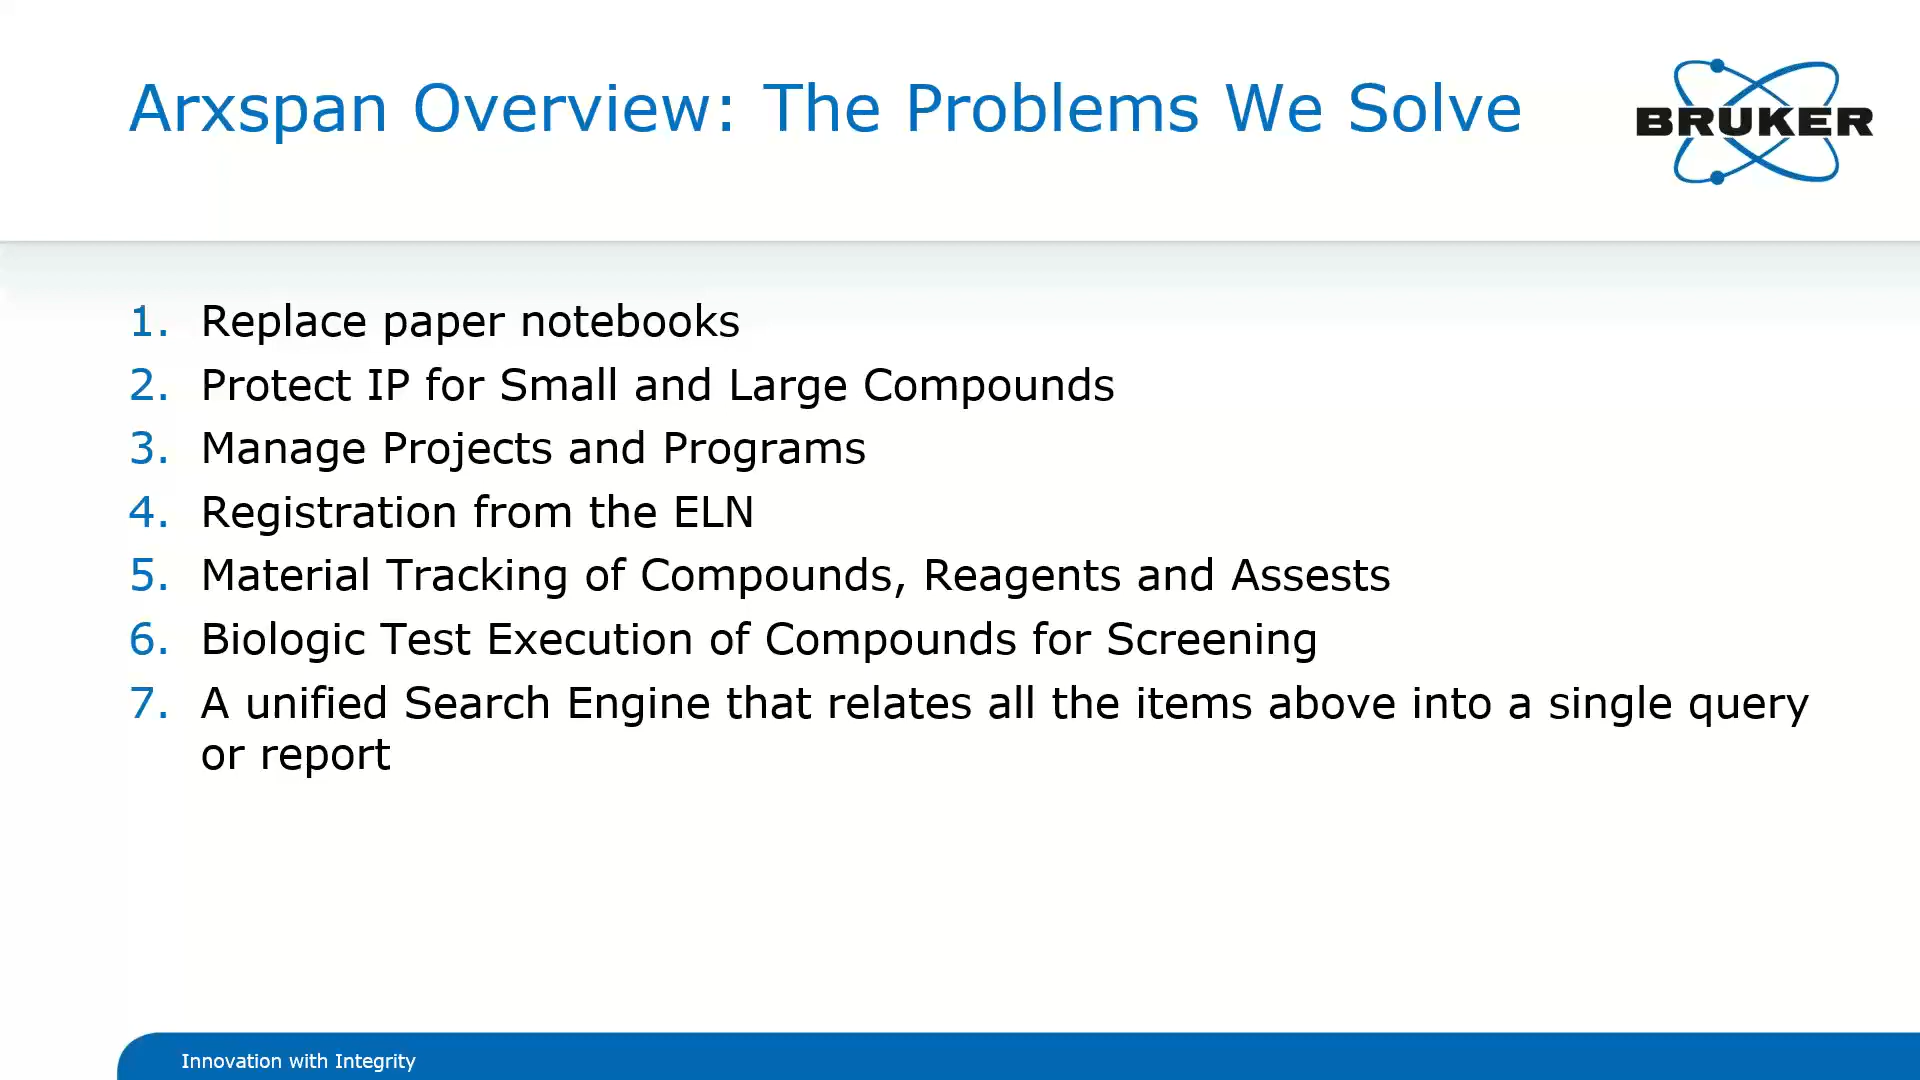 Arxspan Overview: The Problems We Solve
BRUKER
1. Replace paper notebooks
2. Protect IP for Small and Large Compounds
3. Manage Projects and Programs
4. Registration from the ELN
5. Material Tracking of Compounds, Reagents and Assests
6. Biologic Test Execution of Compounds for Screening
7. A unified Search Engine that relates all the items above into a single query
or report
Innovation with Integrity